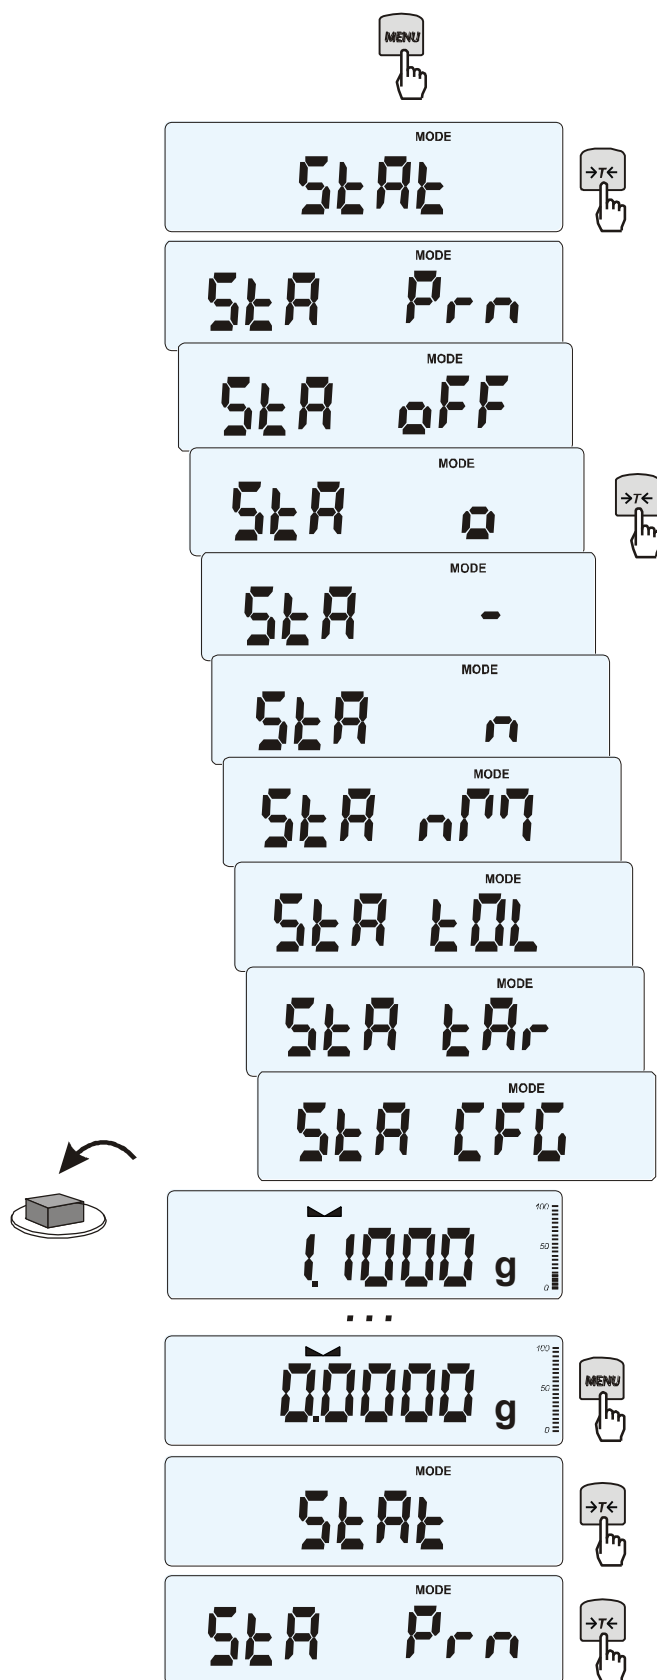 MENU
MODE
StAt
→T←
MODE
StA Prn
MODE
StA oFF
MODE
StA o
→T←
MODE
StA -
MODE
StA n
MODE
StA nM
MODE
StA tOL
MODE
StA tAr
MODE
StA CFG
1.1000 g
100
50
0
...
0.0000 g
100
50
0
MENU
MODE
StAt
→T←
MODE
StA Prn
→T←